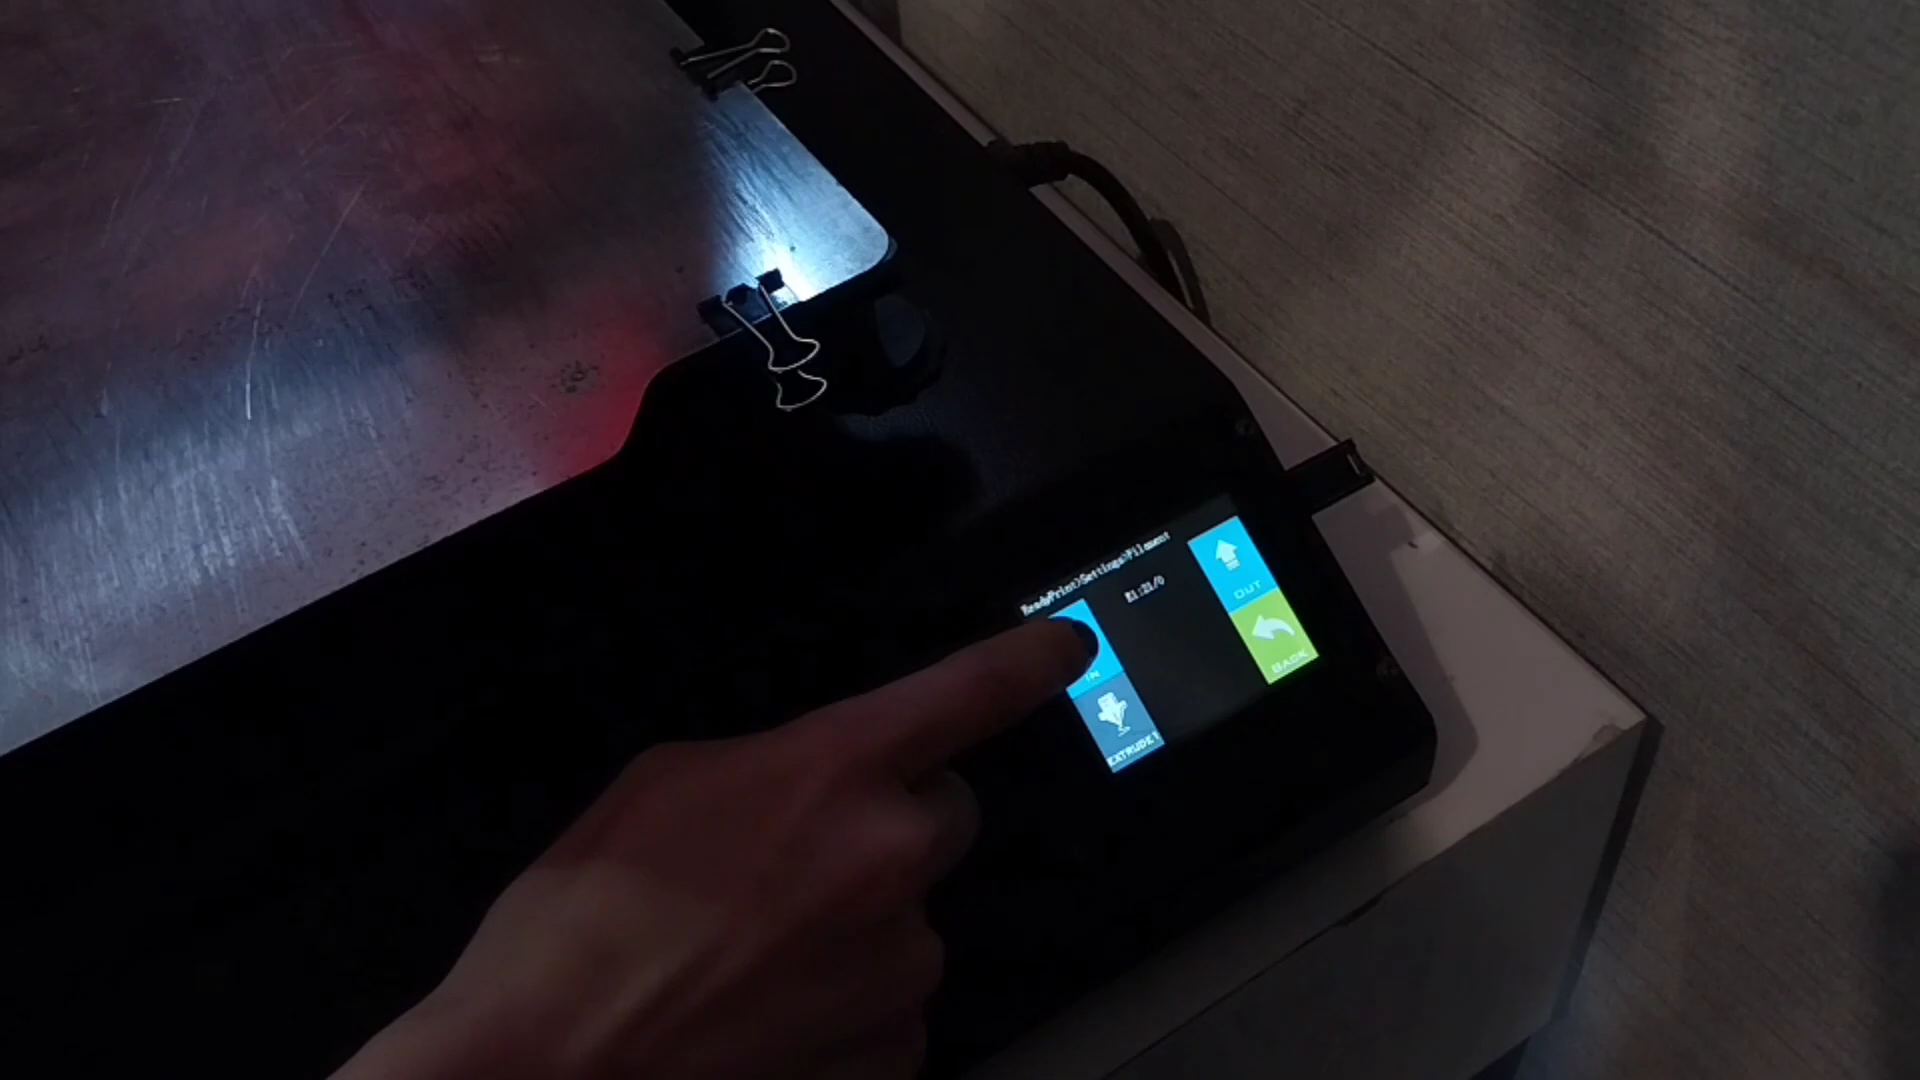 ReadyPrint>Settings>Filament
E1:21/0
OUT
IN
BACK
EXTRUDE1